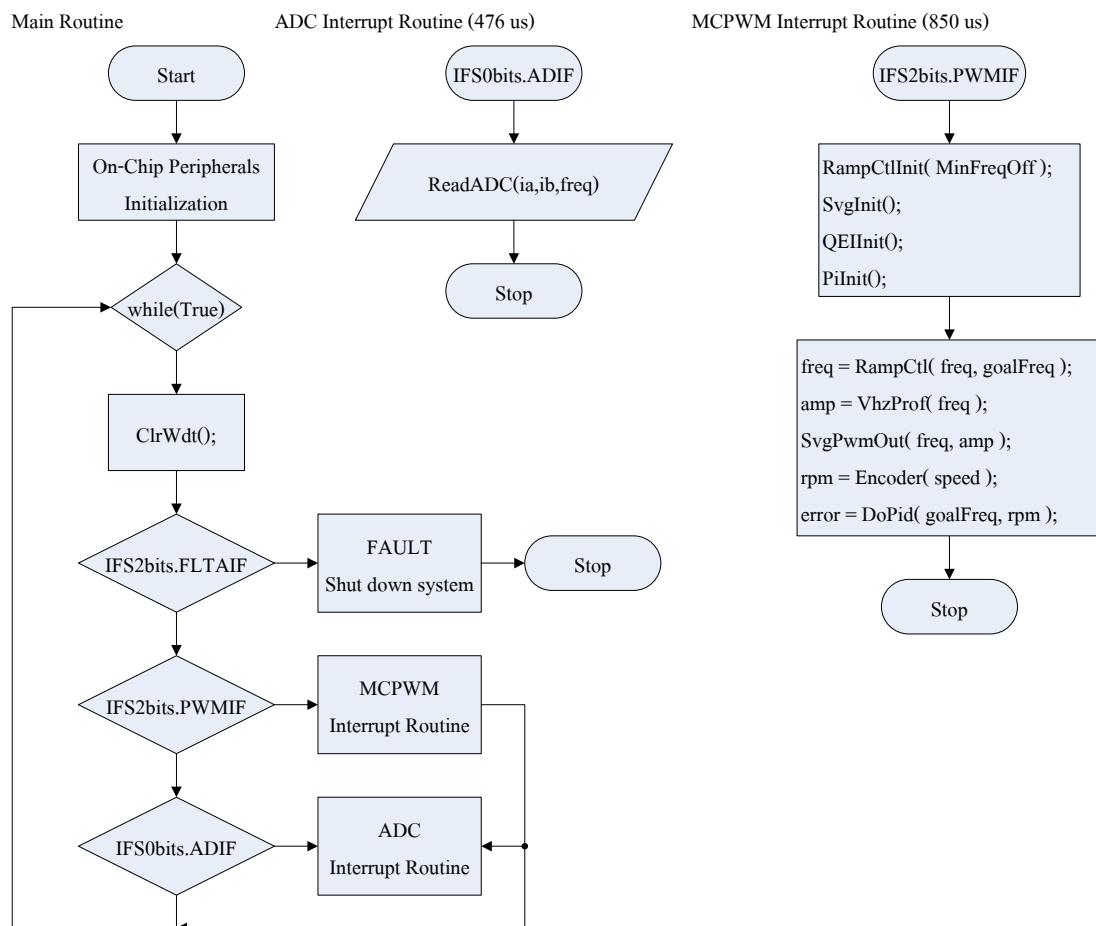 Main Routine
ADC Interrupt Routine (476 us)
MCPWM Interrupt Routine (850 us)
Start
On-Chip Peripherals
Initialization
while(True)
ClrWdt();
IFS2bits.FLTAIF
FAULT
Shut down system
Stop
IFS2bits.PWMIF
MCPWM
Interrupt Routine
IFS0bits.ADIF
ADC
Interrupt Routine
IFS0bits.ADIF
ReadADC(ia,ib,freq)
Stop
IFS2bits.PWMIF
RampCtlInit( MinFreqOff );
SvgInit();
QEIInit();
PiInit();
freq = RampCtl( freq, goalFreq );
amp = VhzProf( freq );
SvgPwmOut( freq, amp );
rpm = Encoder( speed );
error = DoPid( goalFreq, rpm );
Stop